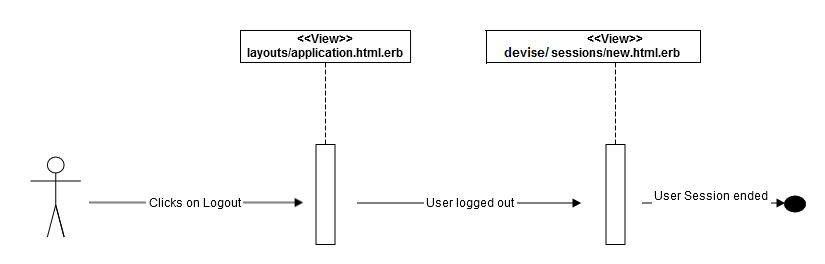 <<View>>
layouts/application.html.erb
<<View>>
devise/ sessions/new.html.erb
Clicks on Logout
User logged out
User Session ended